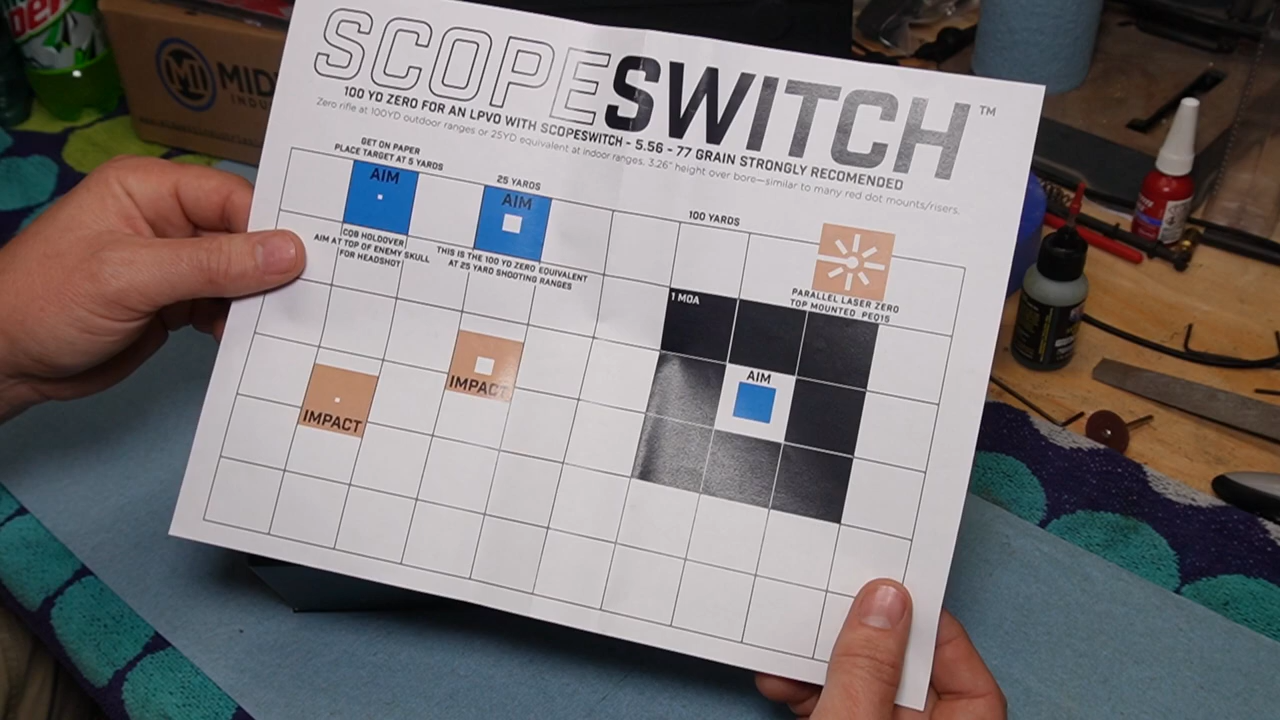 SCOPESWITCH™
100 YD ZERO FOR AN LPVO WITH SCOPESWITCH - 5.56 - 77 GRAIN STRONGLY RECOMENDED
Zero rifle at 100YD outdoor ranges or 25YD equivalent at indoor ranges. 3.26" height over bore—similar to many red dot mounts/risers.
GET ON PAPER
PLACE TARGET AT 5 YARDS
AIM
CQB HOLDOVER
AIM AT TOP OF ENEMY SKULL
FOR HEADSHOT
IMPACT
25 YARDS
AIM
THIS IS THE 100 YD ZERO EQUIVALENT
AT 25 YARD SHOOTING RANGES
IMPACT
100 YARDS
PARALLEL LASER ZERO
TOP MOUNTED PEQ15
1 MOA
AIM
MI